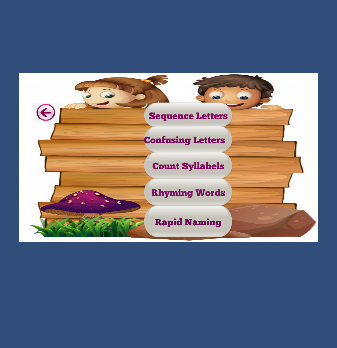 Sequence Letters
Confusing Letters
Count Syllabels
Rhyming Words
Rapid Naming